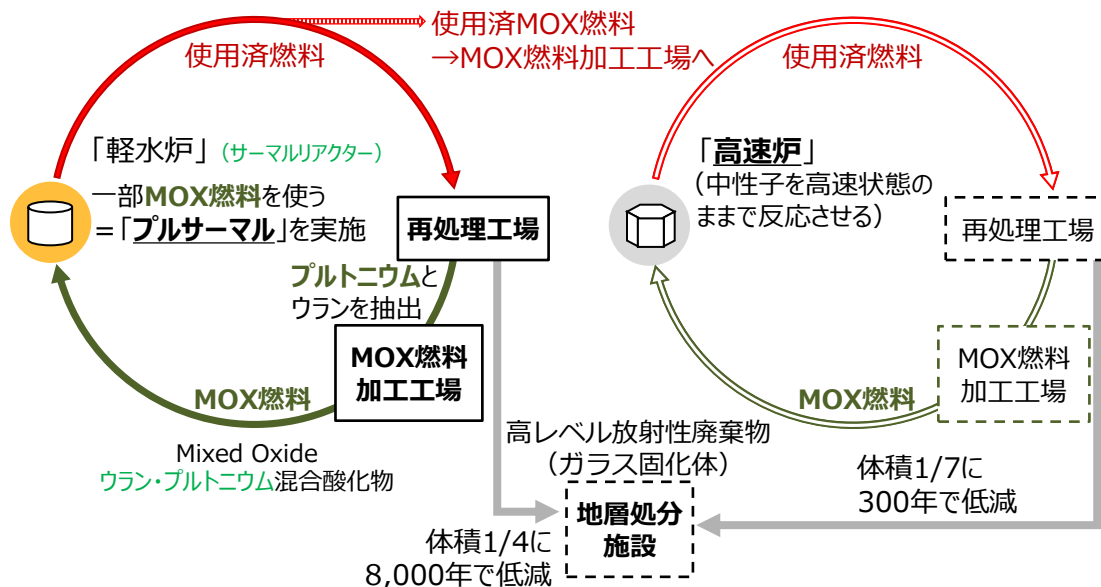 使用済燃料
使用済MOX燃料
→MOX燃料加工工場へ
「軽水炉」(サーマルリアクター)
一部MOX燃料を使う
=「プルサーマル」を実施
再処理工場
プルトニウムと
ウランを抽出
MOX燃料
加工工場
MOX燃料
Mixed Oxide
ウラン・プルトニウム混合酸化物
使用済燃料
「高速炉」
(中性子を高速状態の
ままで反応させる)
再処理工場
MOX燃料
加工工場
MOX燃料
高レベル放射性廃棄物
(ガラス固化体)
地層処分
施設
体積1/4に
8,000年で低減
体積1/7に
300年で低減